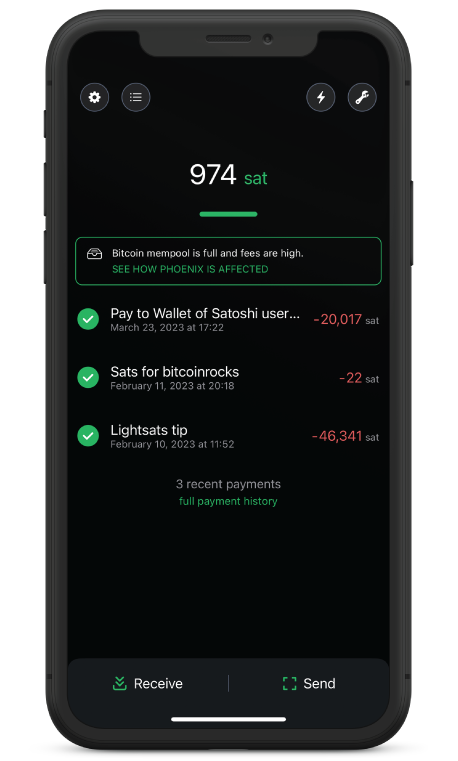 974 sat
Bitcoin mempool is full and fees are high.
SEE HOW PHOENIX IS AFFECTED
Pay to Wallet of Satoshi user... -20,017 sat
March 23, 2023 at 17:22
Sats for bitcoinrocks -22 sat
February 11, 2023 at 20:18
Lightsats tip -46,341 sat
February 10, 2023 at 11:52
3 recent payments
full payment history
Receive Send